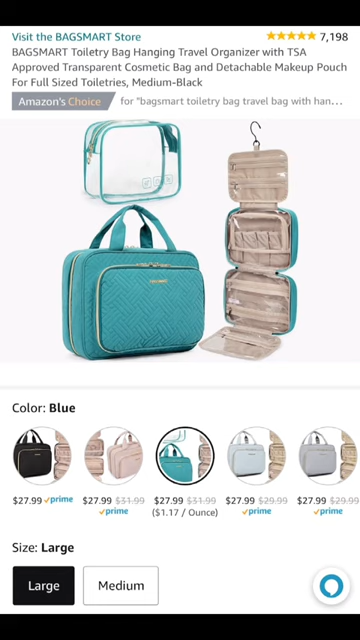 Visit the BAGSMART Store
7,198
BAGSMART Toiletry Bag Hanging Travel Organizer with TSA
Approved Transparent Cosmetic Bag and Detachable Makeup Pouch
For Full Sized Toiletries, Medium-Black
Amazon's Choice for "bagsmart toiletry bag travel bag with han…
Color: Blue
$27.99 prime $27.99 $31.99 $27.99 $31.99 $27.99 $29.99 $27.99 $29.99
prime ($1.17 / Ounce) prime prime
Size: Large
Large Medium